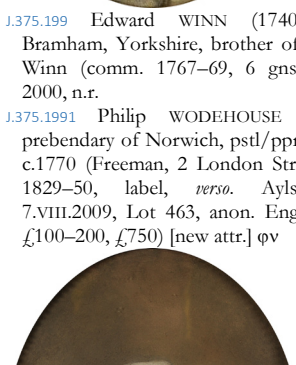 J.375.199 Edward WINN (1740
Bramham, Yorkshire, brother of
Winn (comm. 1767–69, 6 gns
2000, n.r.
J.375.1991 Philip WODEHOUSE
prebendary of Norwich, pstl/ppr
c.1770 (Freeman, 2 London Str
1829–50, label, verso. Ayls
7.VIII.2009, Lot 463, anon. Eng
£100–200, £750) [new attr.] φν